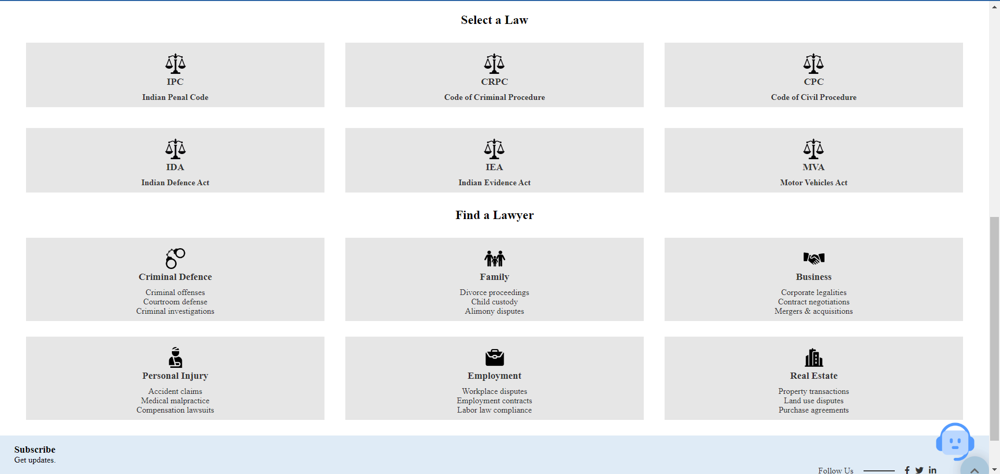 Select a Law
IPC
Indian Penal Code
CRPC
Code of Criminal Procedure
CPC
Code of Civil Procedure
IDA
Indian Defence Act
IEA
Indian Evidence Act
MVA
Motor Vehicles Act
Find a Lawyer
Criminal Defence
Criminal offenses
Courtroom defense
Criminal investigations
Family
Divorce proceedings
Child custody
Alimony disputes
Business
Corporate legalities
Contract negotiations
Mergers & acquisitions
Personal Injury
Accident claims
Medical malpractice
Compensation lawsuits
Employment
Workplace disputes
Employment contracts
Labor law compliance
Real Estate
Property transactions
Land use disputes
Purchase agreements
Subscribe
Get updates.
Follow Us